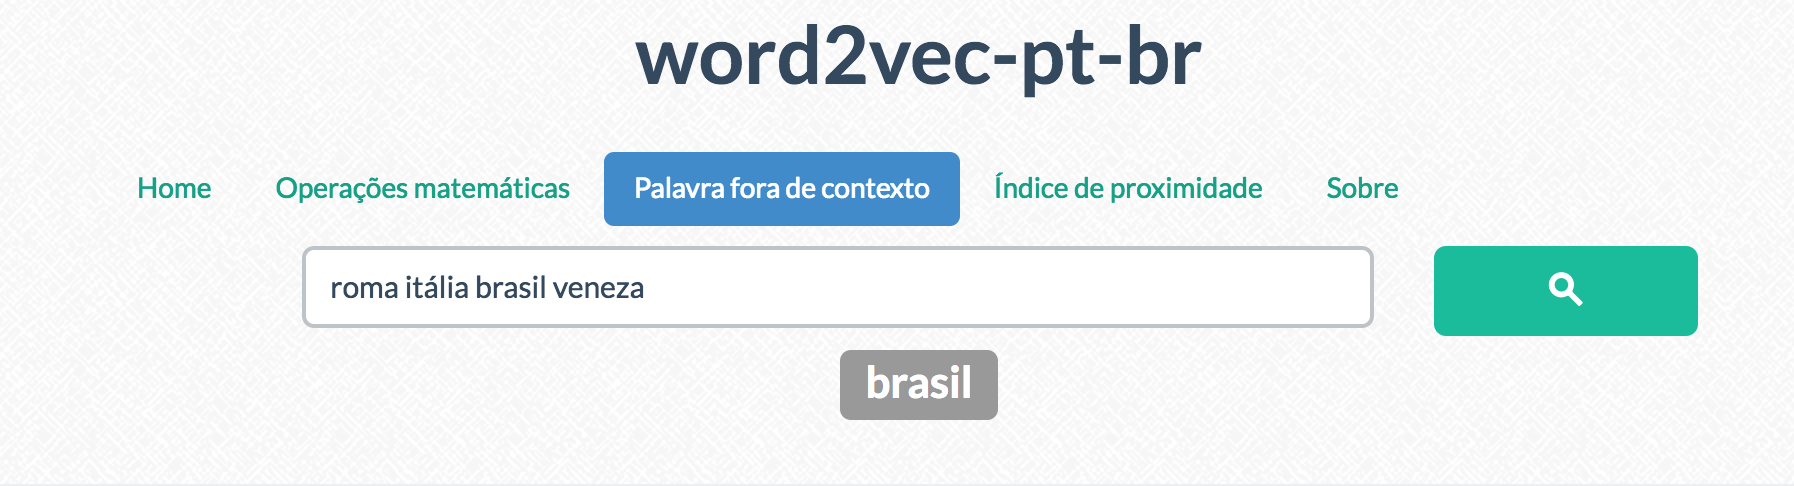 word2vec-pt-br
Home Operações matemáticas Palavra fora de contexto Índice de proximidade Sobre
roma itália brasil veneza
brasil